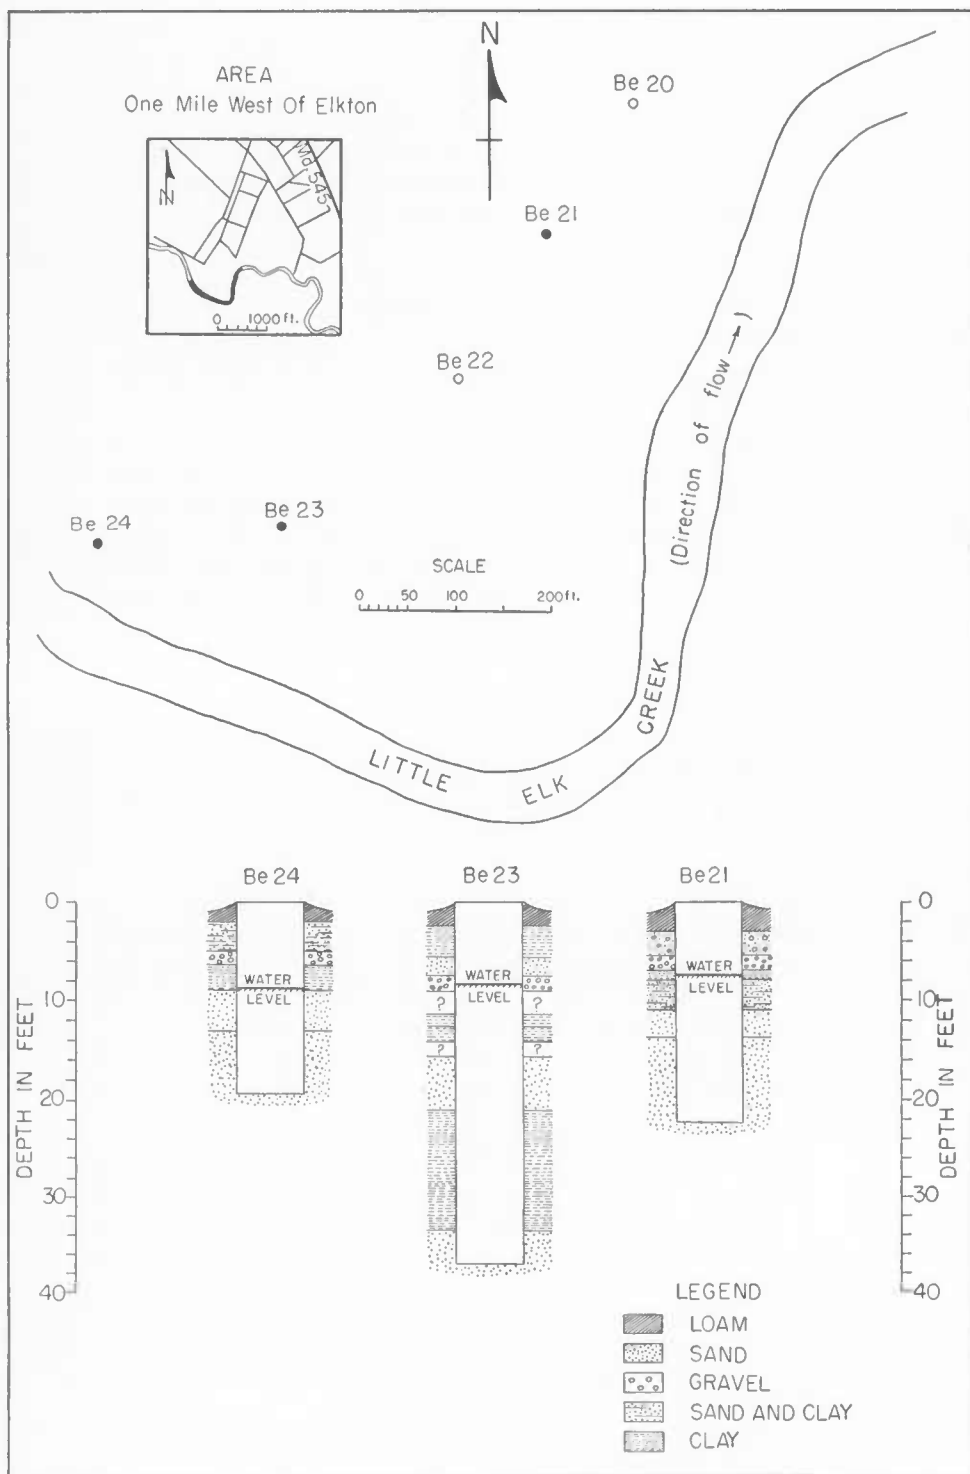 N
AREA
One Mile West Of Elkton
N
Md. 545
0 1000 ft.
Be 20
Be 21
Be 22
Be 23
Be 24
(Direction of flow
SCALE
0 50 100 200 ft.
LITTLE ELK CREEK
Be 24 Be 23 Be 21
DEPTH IN FEET
0
10
20
30
40
WATER
LEVEL
WATER
LEVEL
? ?
? ?
WATER
LEVEL
0
10
20
30
40
DEPTH IN FEET
LEGEND
LOAM
SAND
GRAVEL
SAND AND CLAY
CLAY